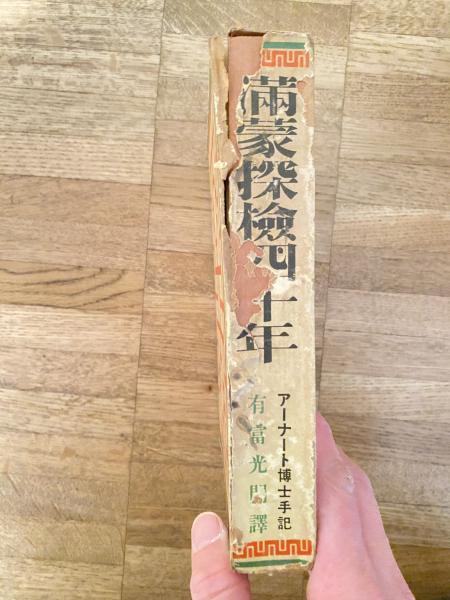 滿蒙探檢四十年
アーナート博士手記
有富光門譯